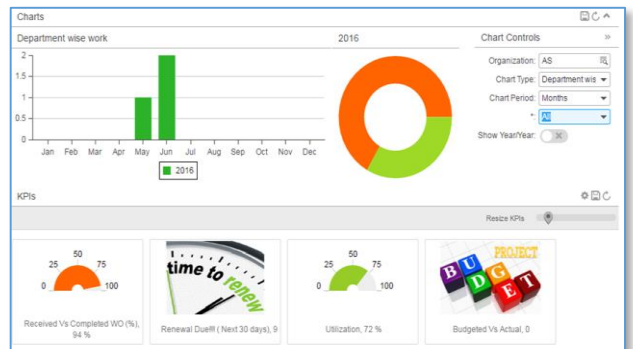 Charts
Department wise work
2016
Chart Controls »
2
1.5
1
0.5
0
Jan Feb Mar Apr May Jun Jul Aug Sep Oct Nov Dec
2016
Organization: AS
Chart Type: Department wis
Chart Period: Months
*: All
Show Year/Year:
KPIs
Resize KPIs
0 25 50 75 100
Received Vs Completed WO (%), 94 %
time to renew
Renewal Due!!! ( Next 30 days), 9
0 25 50 75 100
Utilization, 72 %
PROJECT
BUDGET
Budgeted Vs Actual, 0